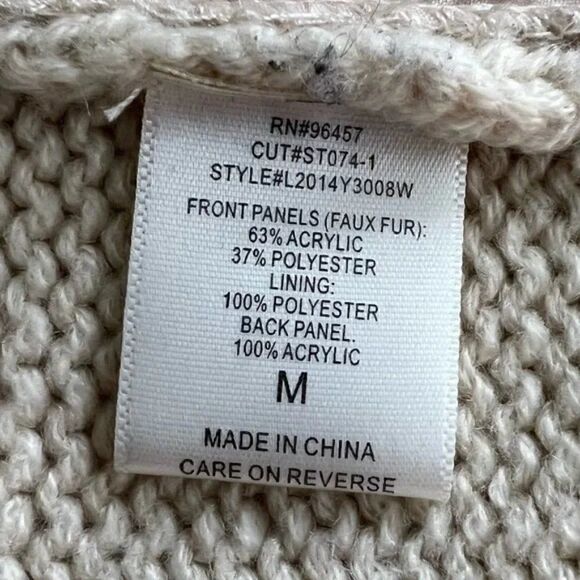 RN#96457
CUT#ST074-1
STYLE#L2014Y3008W
FRONT PANELS (FAUX FUR):
63% ACRYLIC
37% POLYESTER
LINING:
100% POLYESTER
BACK PANEL.
100% ACRYLIC
M
MADE IN CHINA
CARE ON REVERSE